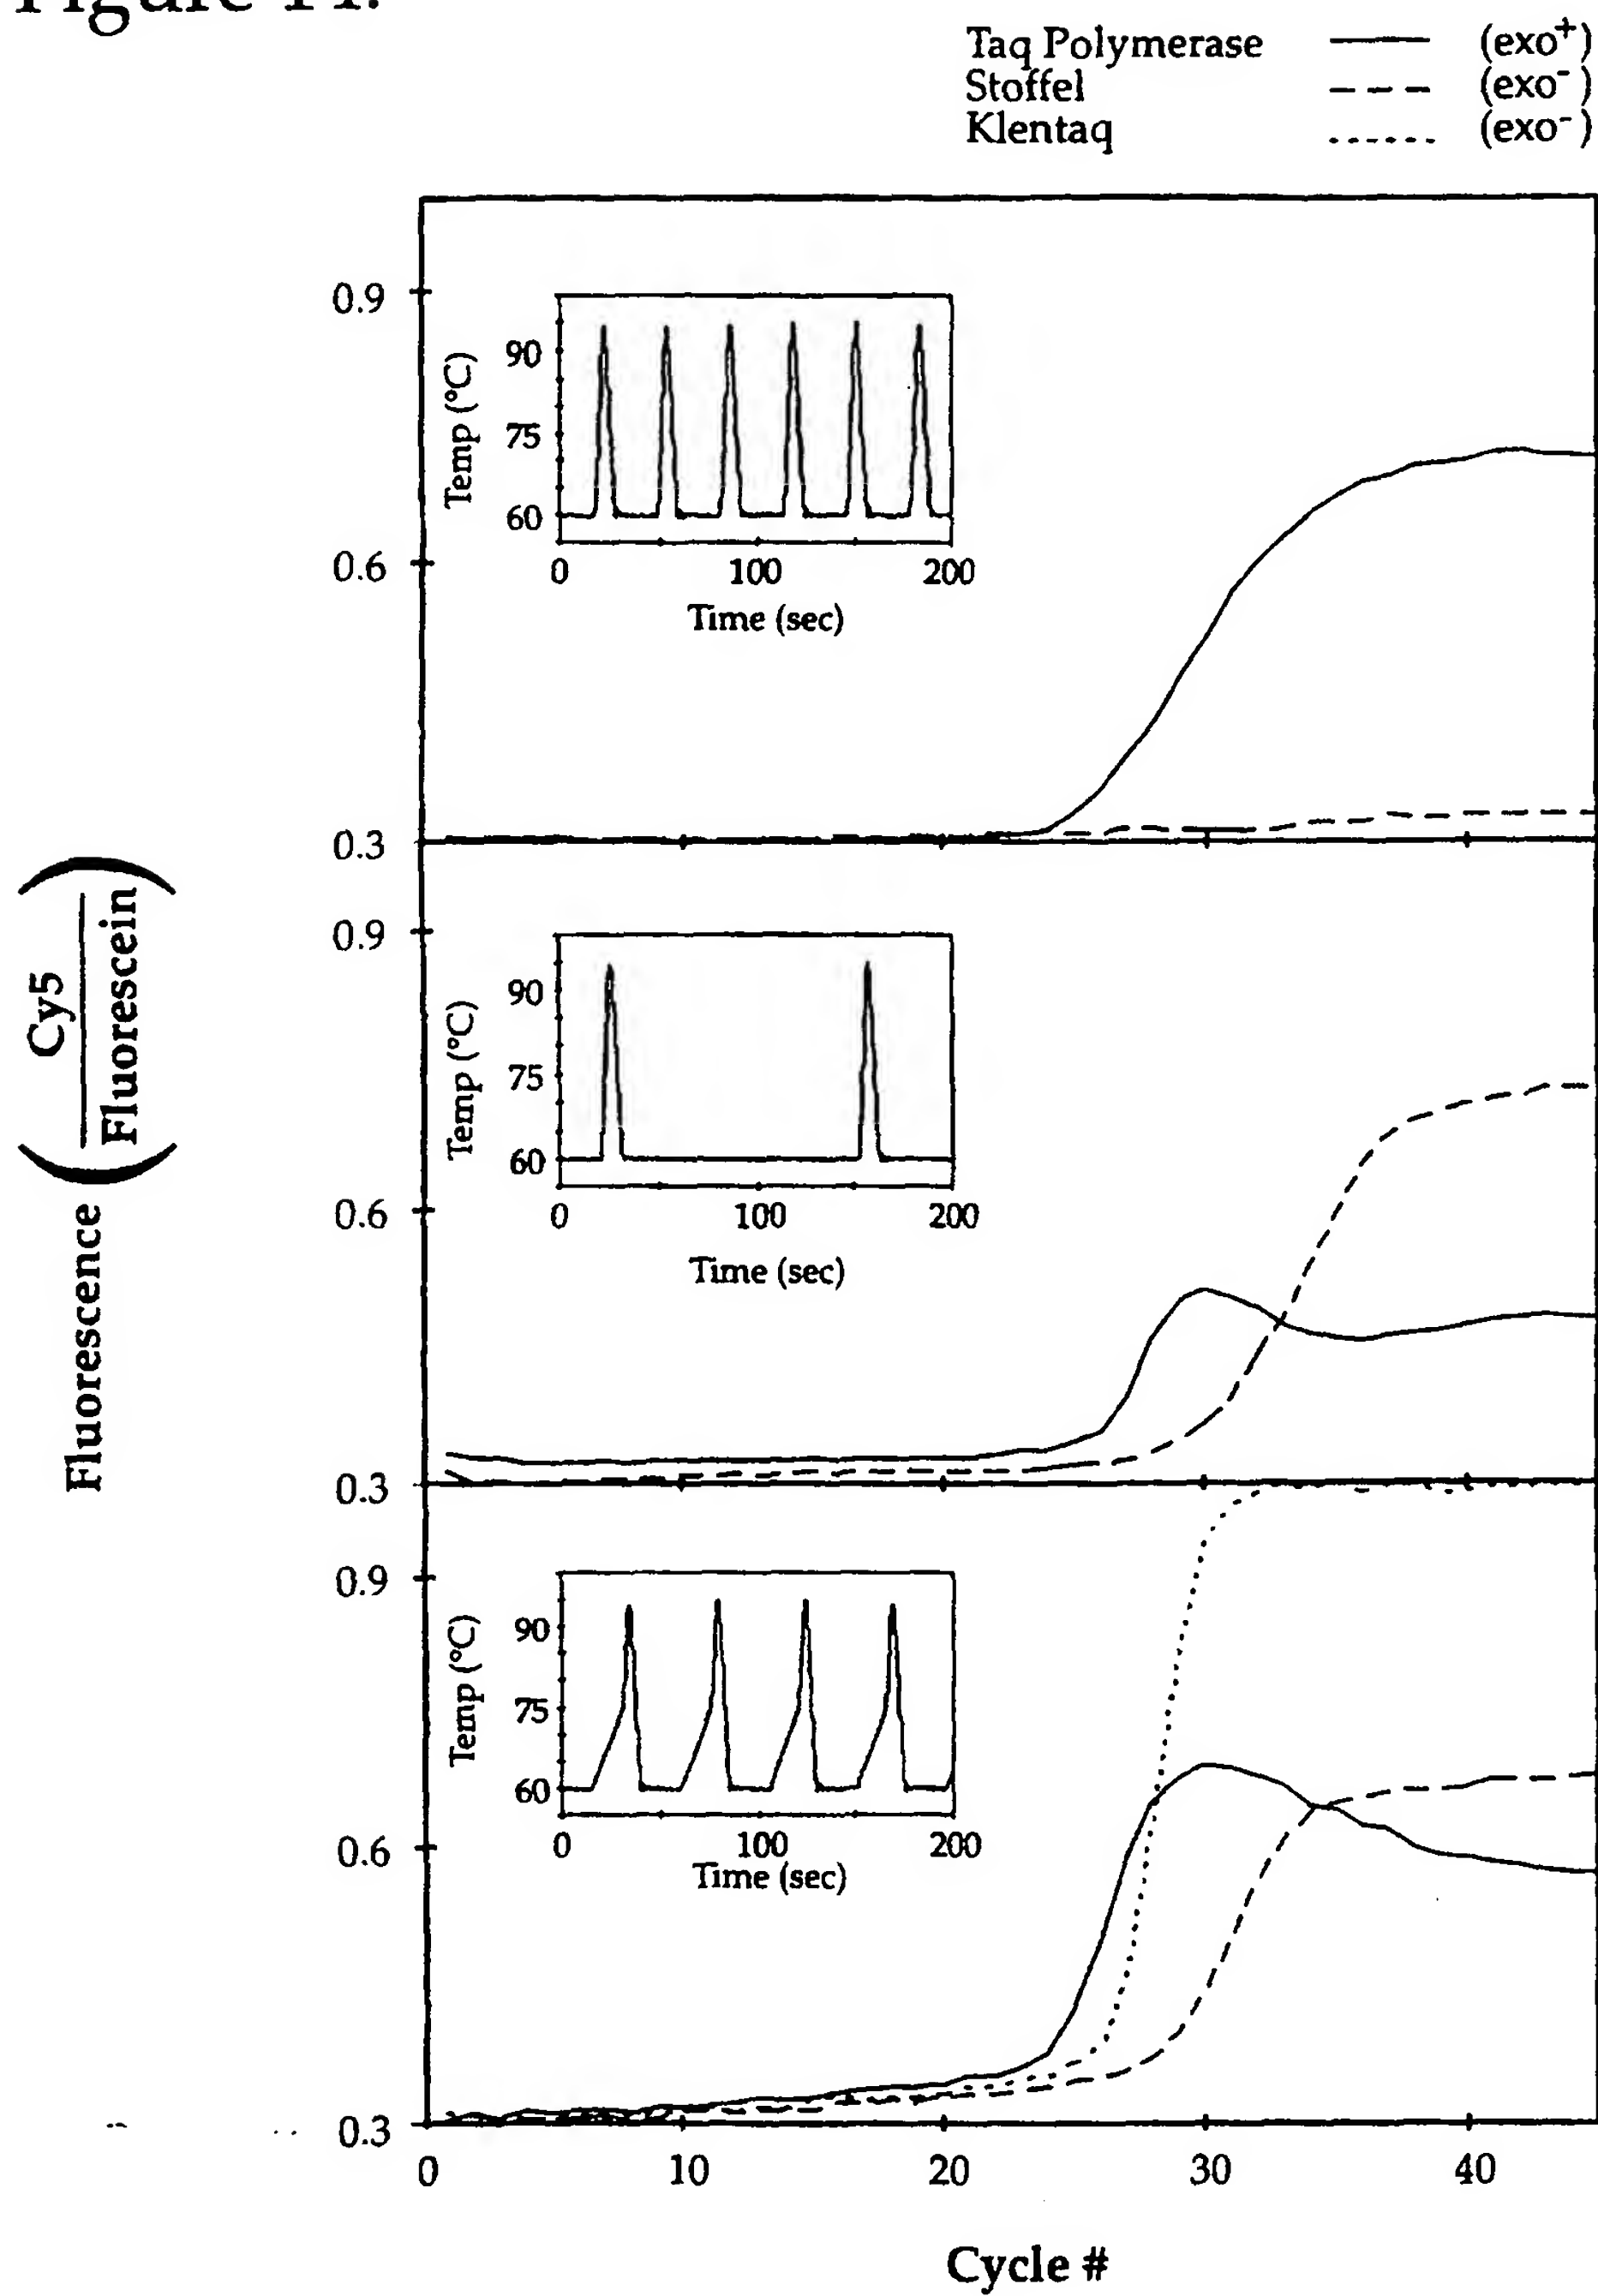 Figure 11.
Taq Polymerase (exo+)
Stoffel (exo-)
Klentaq (exo-)
Fluorescence ( Cy5 / Fluorescein )
0.9
0.6
0.3
Temp (°C)
90
75
60
0 100 200
Time (sec)
0.9
0.6
0.3
Temp (°C)
90
75
60
0 100 200
Time (sec)
0.9
0.6
0.3
Temp (°C)
90
75
60
0 100 200
Time (sec)
0 10 20 30 40
Cycle #